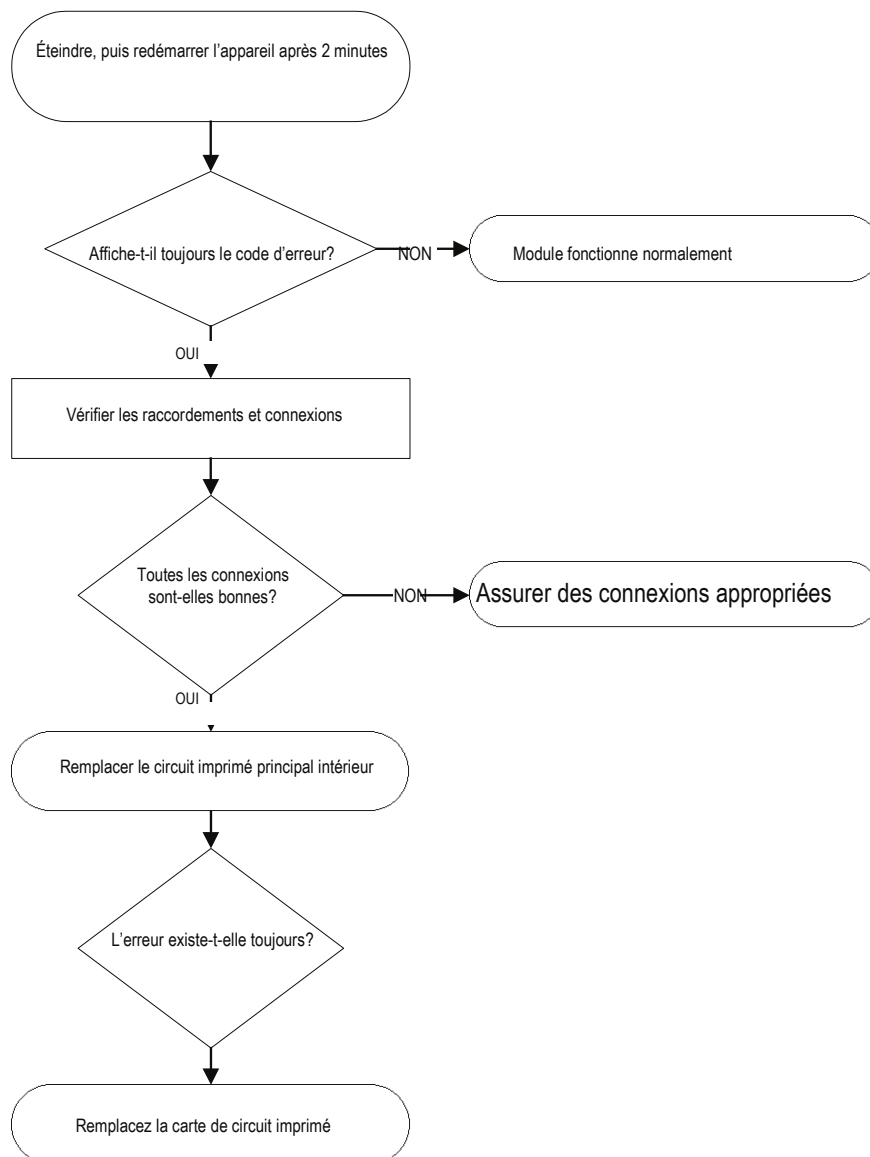 Éteindre, puis redémarrer l'appareil après 2 minutes
Affiche-t-il toujours le code d'erreur?
NON
Module fonctionne normalement
OUI
Vérifier les raccordements et connexions
Toutes les connexions
sont-elles bonnes?
NON
Assurer des connexions appropriées
OUI
Remplacer le circuit imprimé principal intérieur
L'erreur existe-t-elle toujours?
Remplacez la carte de circuit imprimé